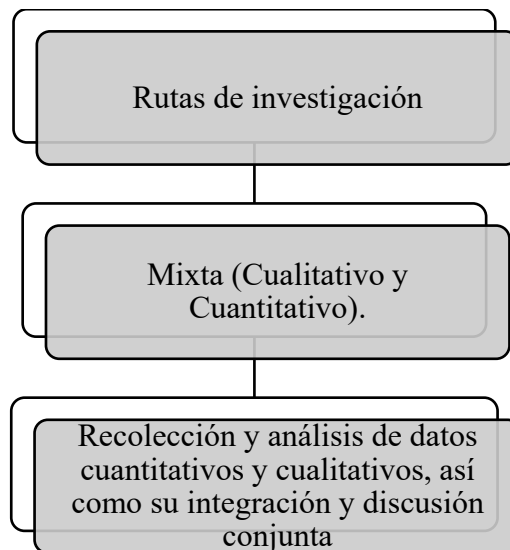 Rutas de investigación
Mixta (Cualitativo y
Cuantitativo).
Recolección y análisis de datos
cuantitativos y cualitativos, así
como su integración y discusión
conjunta